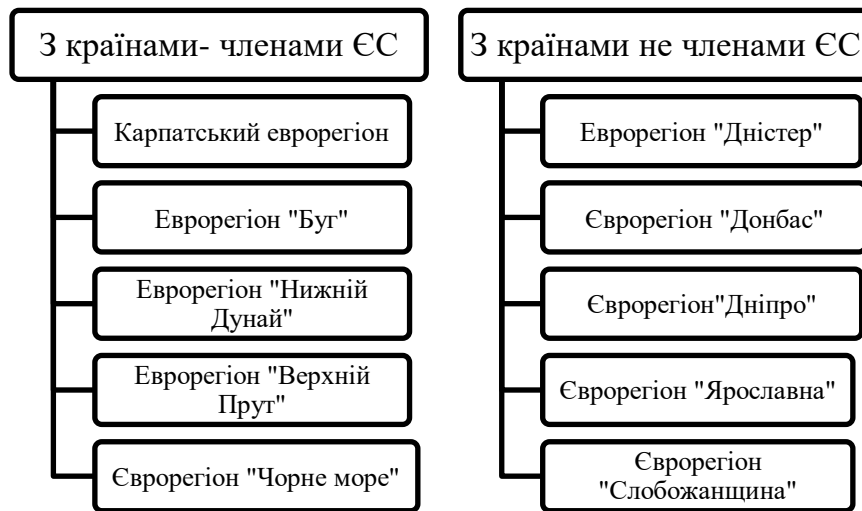 З країнами- членами ЄС
Карпатський еврорегіон
Еврорегіон "Буг"
Еврорегіон "Нижній
Дунай"
Еврорегіон "Верхній
Прут"
Єврорегіон "Чорне море"
З країнами не членами ЄС
Еврорегіон "Дністер"
Єврорегіон "Донбас"
Єврорегіон"Дніпро"
Єврорегіон "Ярославна"
Єврорегіон
"Слобожанщина"